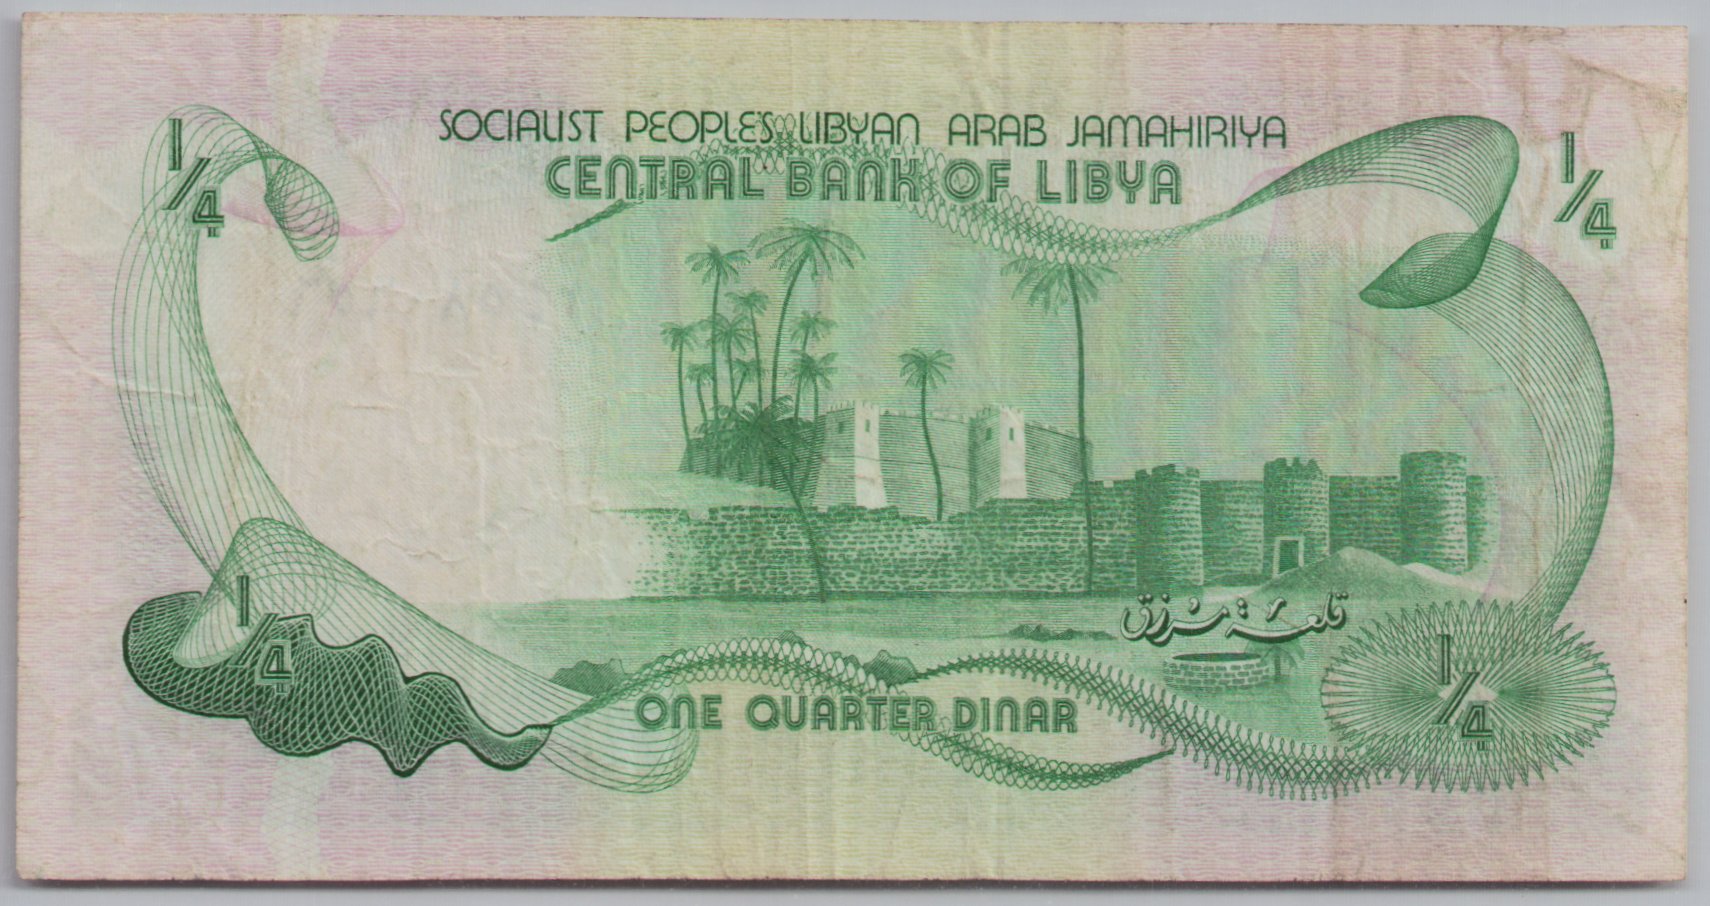 SOCIALIST PEOPLE'S LIBYAN ARAB JAMAHIRIYA
CENTRAL BANK OF LIBYA
1/4
1/4
قلعة مرزق
1/4
ONE QUARTER DINAR
1/4